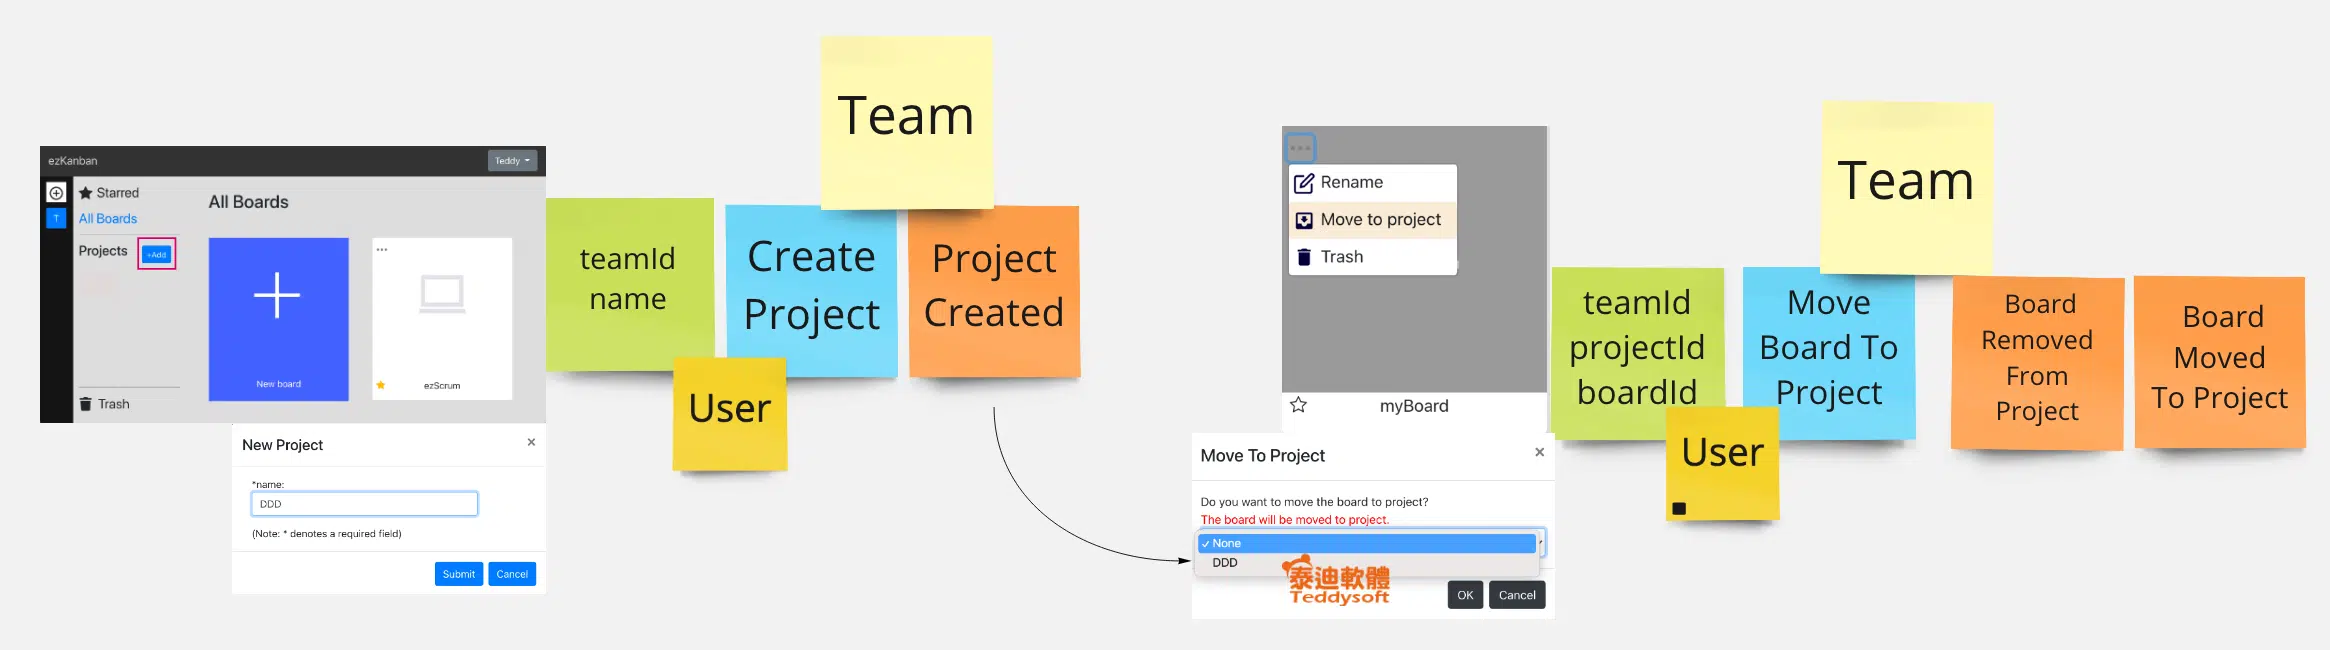 ezKanban
Teddy
T
Starred
All Boards
Projects
+Add
Trash
All Boards
New board
ezScrum
New Project
×
*name:
DDD
(Note: * denotes a required field)
Submit
Cancel
teamId
name
User
Create
Project
Team
Project
Created
Rename
Move to project
Trash
myBoard
Move To Project
×
Do you want to move the board to project?
The board will be moved to project.
✓ None
DDD
泰迪軟體
Teddysoft
OK
Cancel
teamId
projectId
boardId
User
Move
Board To
Project
Team
Board
Removed
From
Project
Board
Moved
To Project